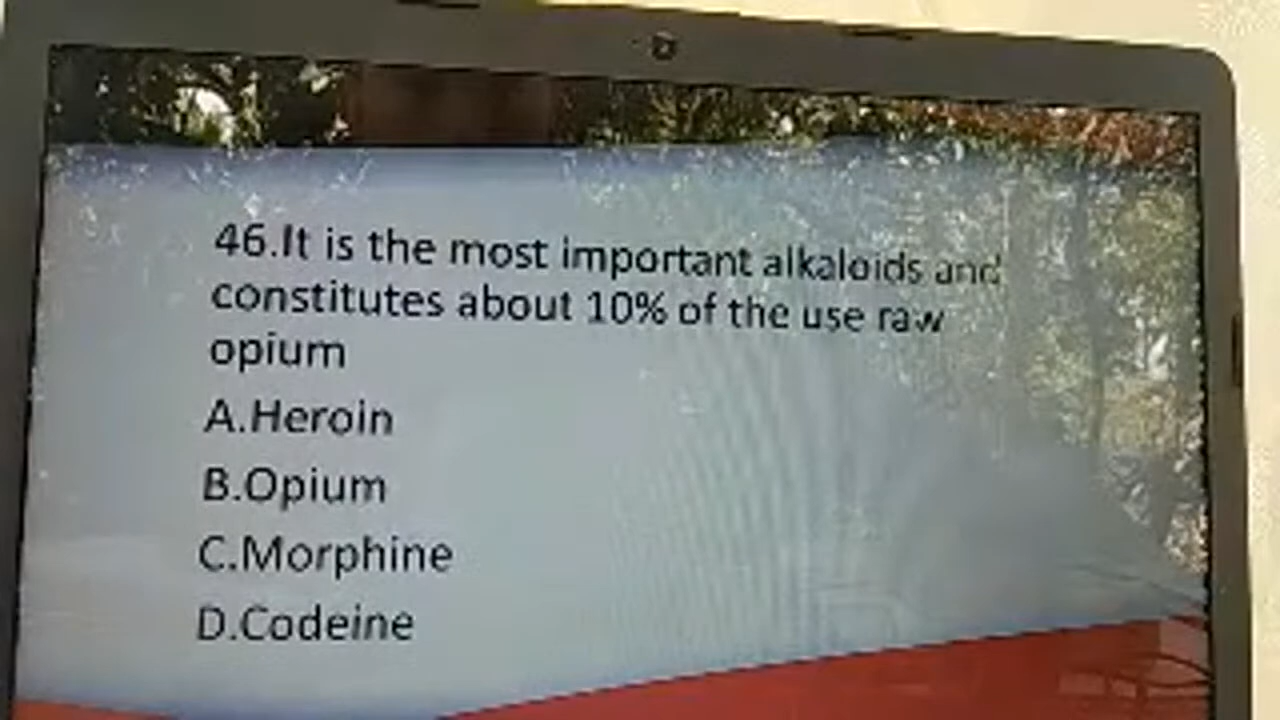 46.It is the most important alkaloids and
constitutes about 10% of the use raw
opium
A.Heroin
B.Opium
C.Morphine
D.Codeine